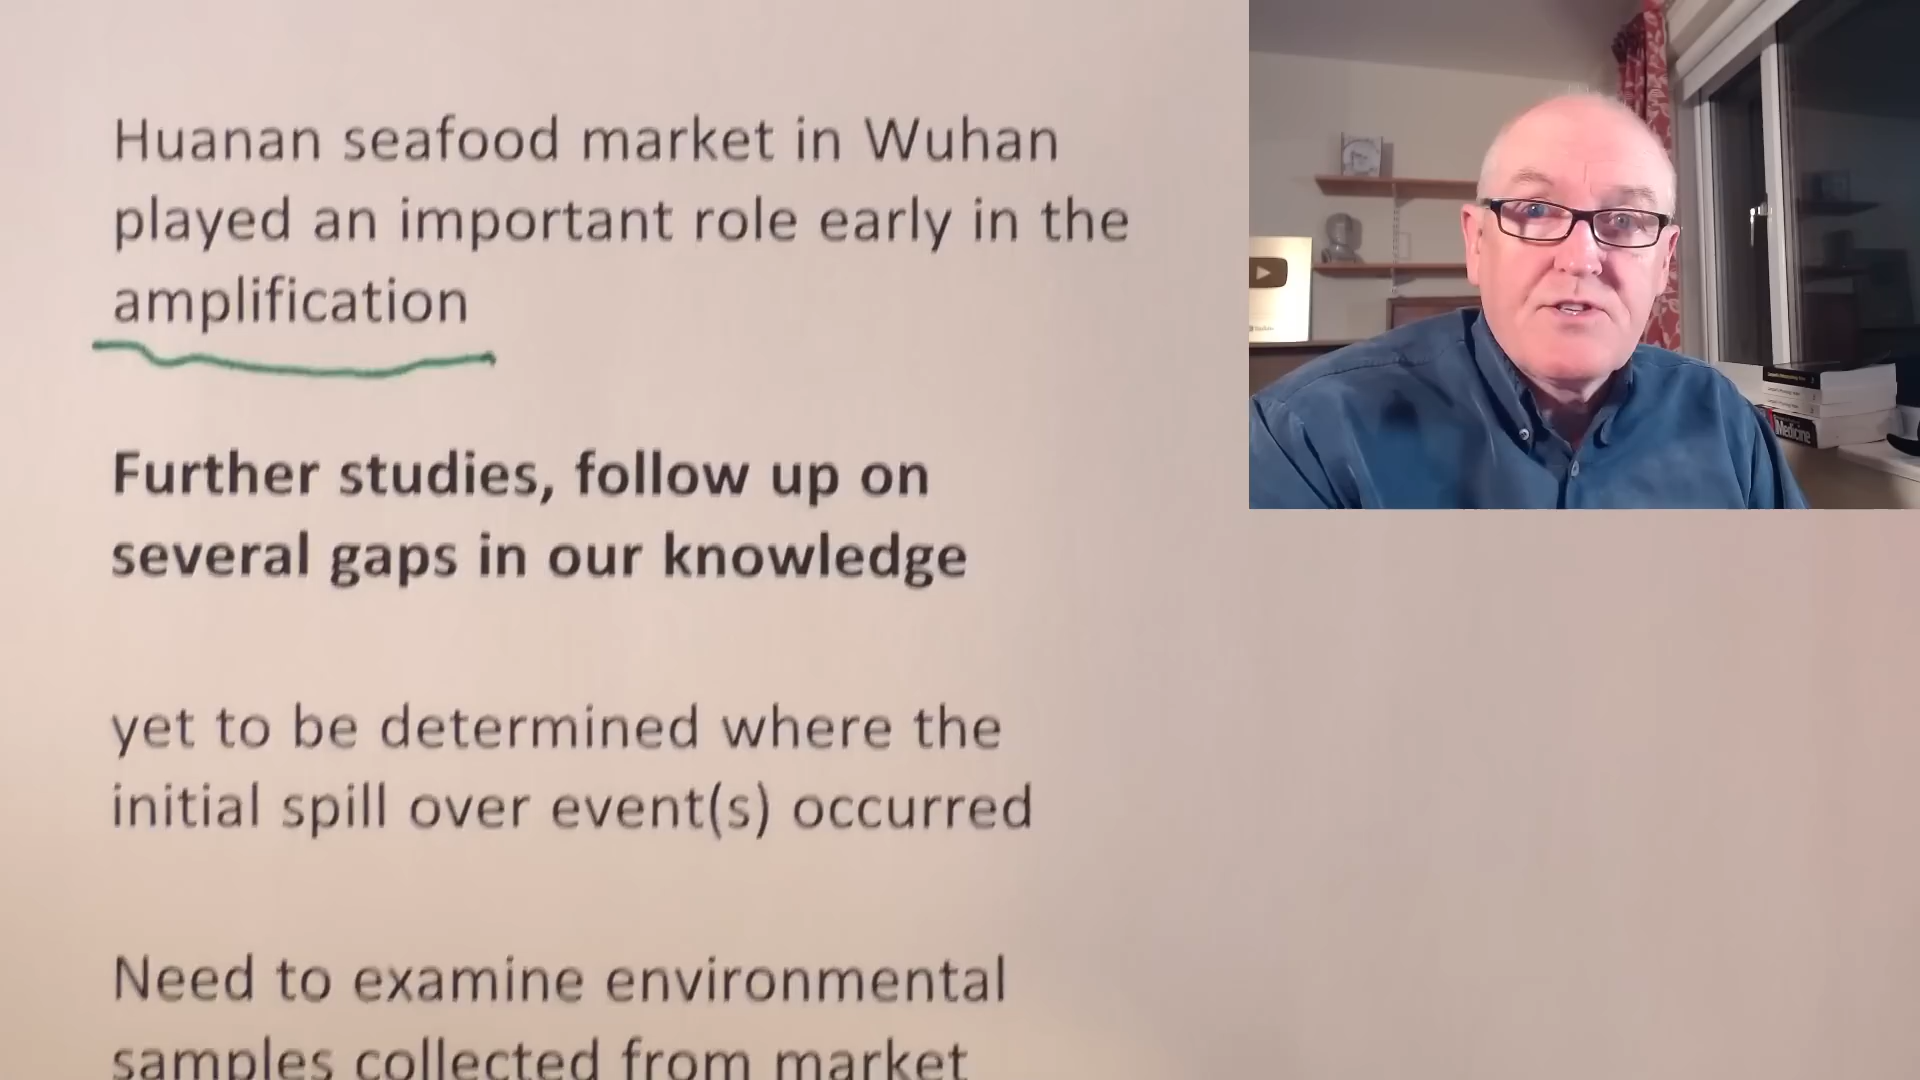 Huanan seafood market in Wuhan
played an important role early in the
amplification
Further studies, follow up on
several gaps in our knowledge
yet to be determined where the
initial spill over event(s) occurred
Need to examine environmental
samples collected from market
Medicine